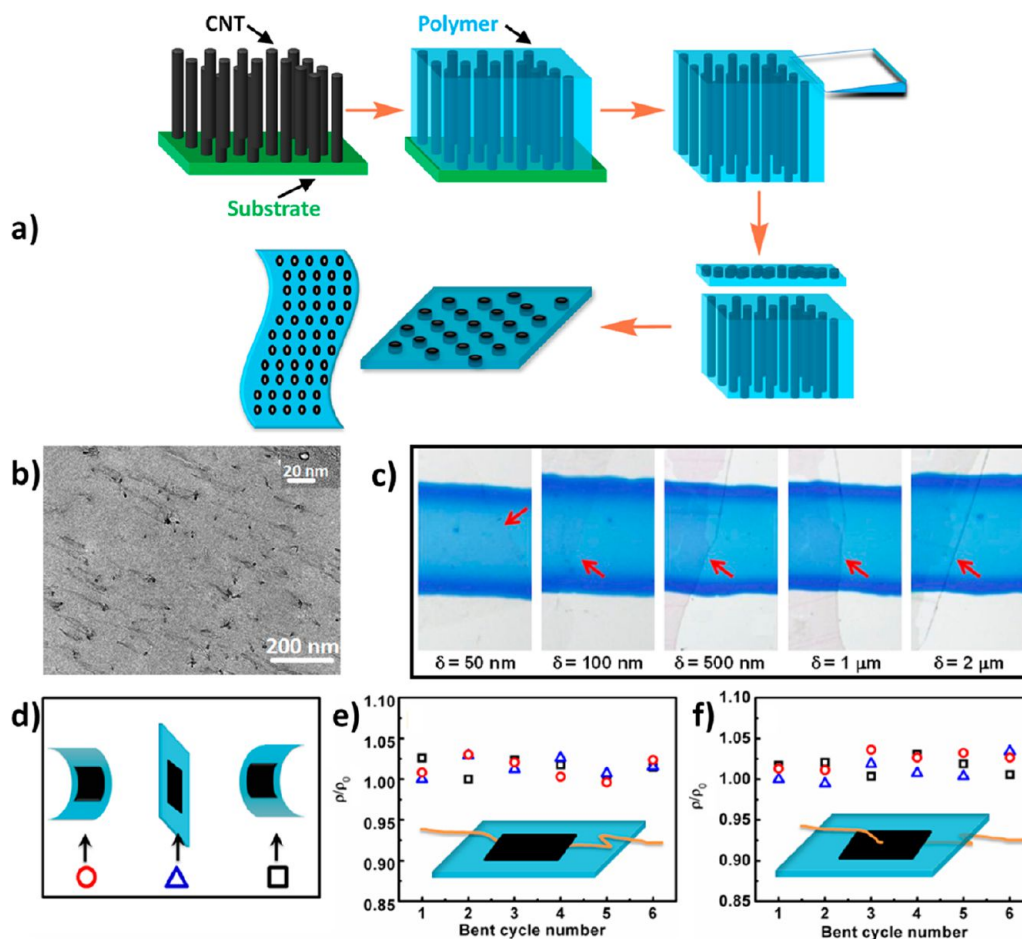 CNT
Polymer
Substrate
a)
b)
20 nm
200 nm
c)
δ = 50 nm
δ = 100 nm
δ = 500 nm
δ = 1 μm
δ = 2 μm
d)
e)
1.10
1.05
1.00
0.95
0.90
0.85
ρ/ρ0
1 2 3 4 5 6
Bent cycle number
f)
1.10
1.05
1.00
0.95
0.90
0.85
ρ/ρ0
1 2 3 4 5 6
Bent cycle number